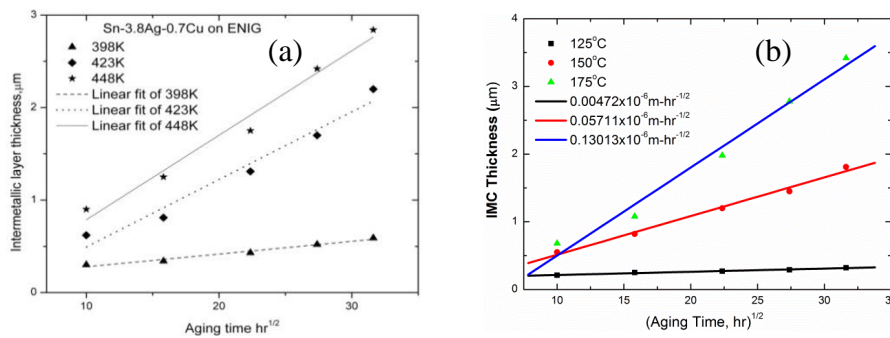 Sn-3.8Ag-0.7Cu on ENIG
(a)
398K
423K
448K
Linear fit of 398K
Linear fit of 423K
Linear fit of 448K
Intermetallic layer thickness,μm
3
2
1
0
10
15
20
25
30
Aging time hr^1/2
(b)
125°C
150°C
175°C
0.00472x10^-6m-hr^-1/2
0.05711x10^-6m-hr^-1/2
0.13013x10^-6m-hr^-1/2
IMC Thickness (μm)
4
3
2
1
0
10
15
20
25
30
(Aging Time, hr)^1/2